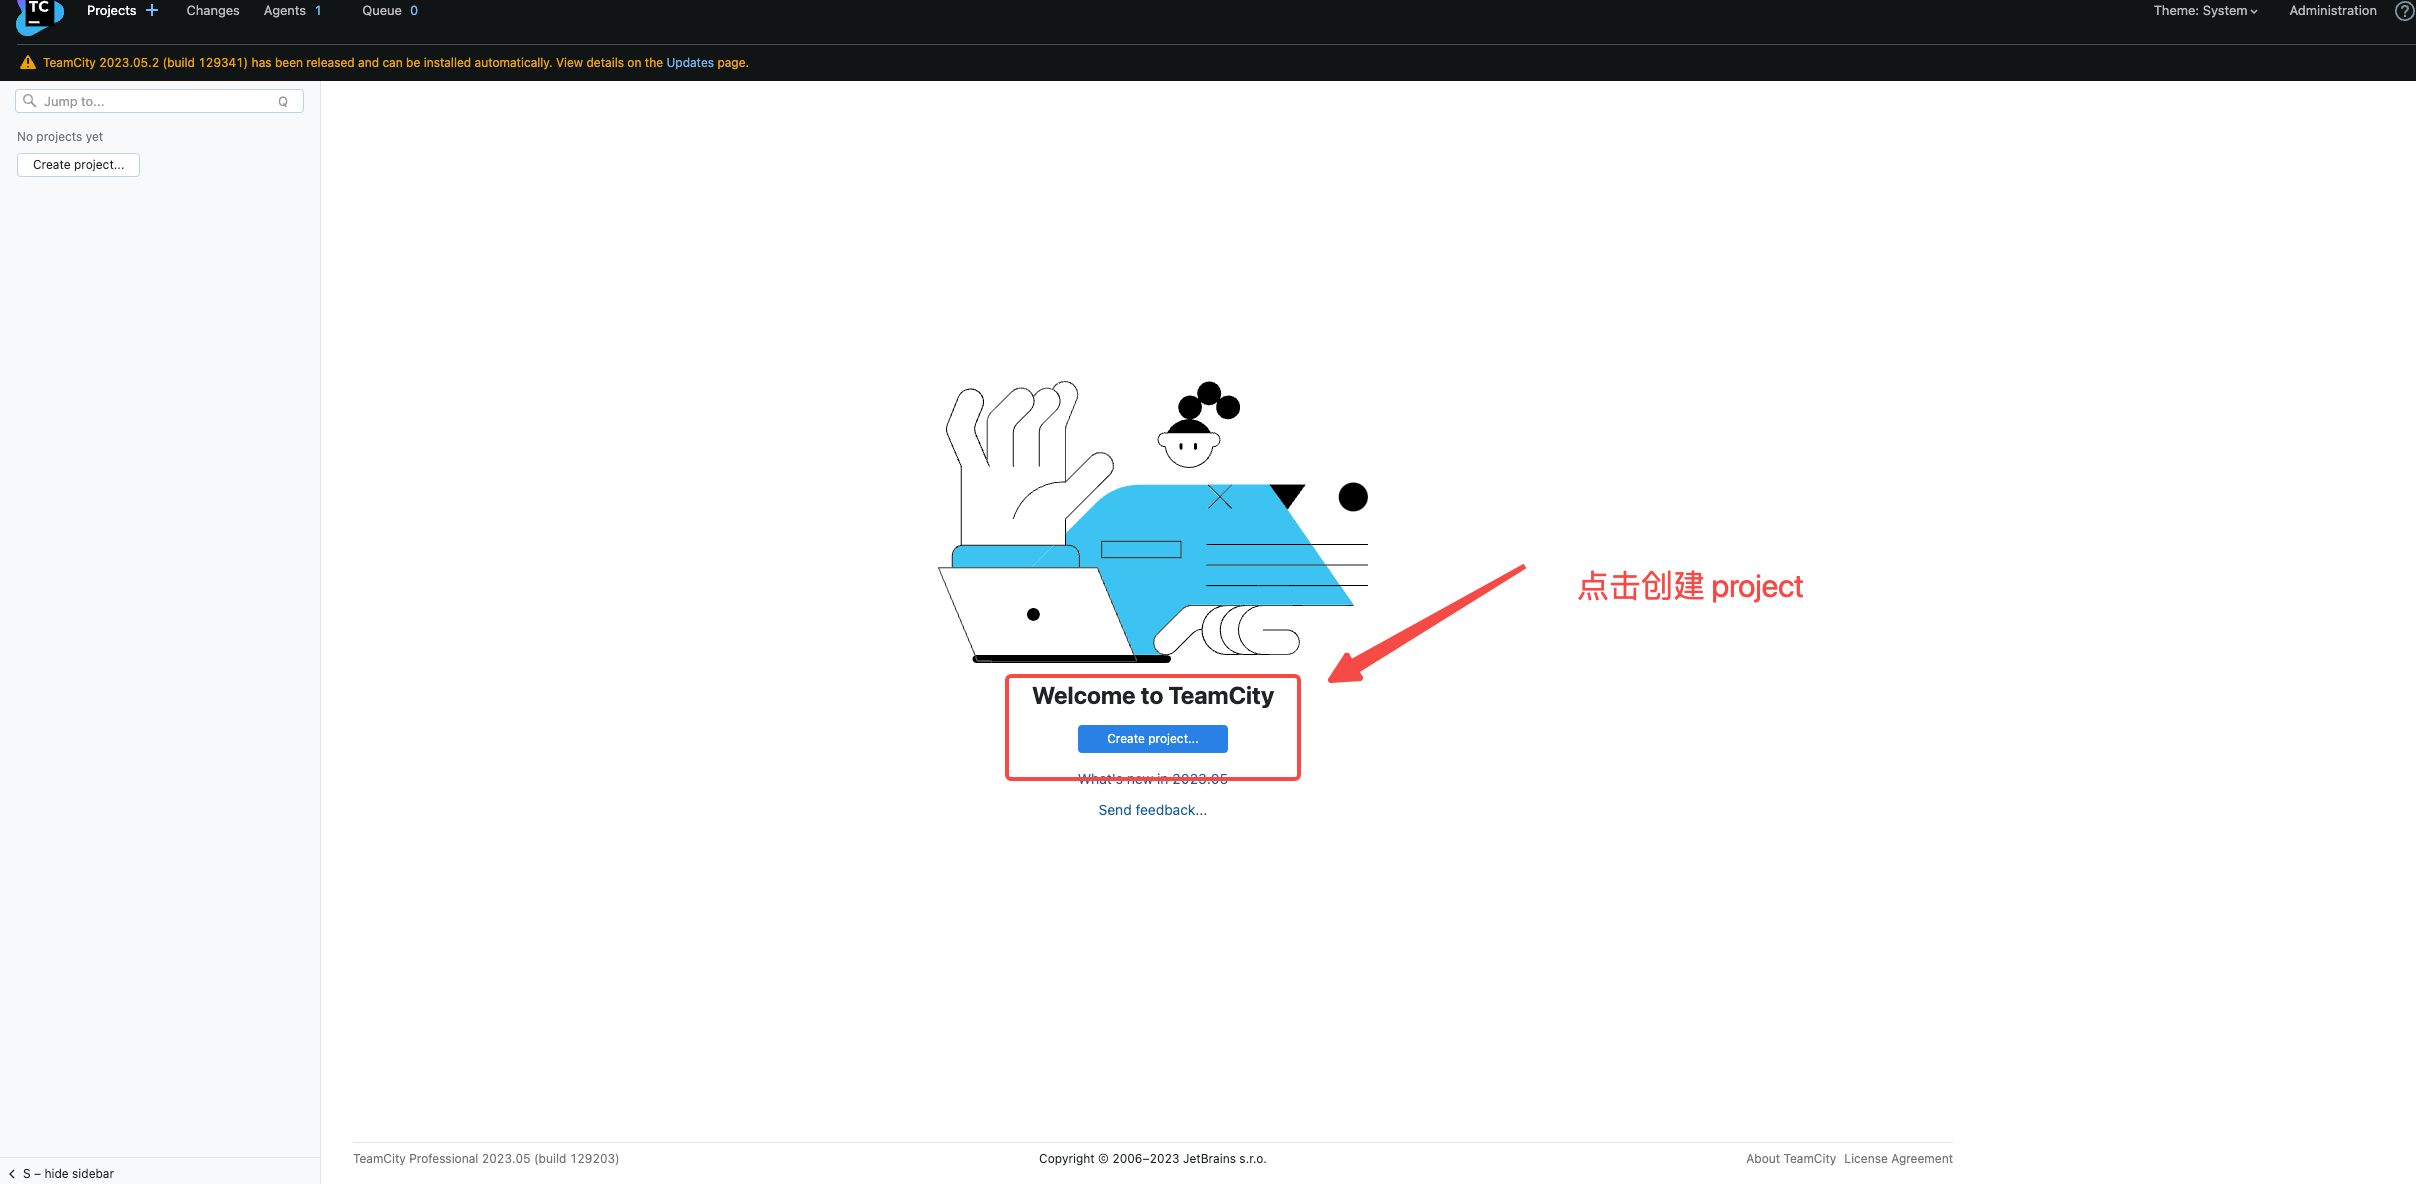 TC
Projects + Changes Agents 1 Queue 0 Theme: System Administration ?
TeamCity 2023.05.2 (build 129341) has been released and can be installed automatically. View details on the Updates page.
Jump to... Q
No projects yet
Create project...
点击创建 project
Welcome to TeamCity
Create project...
What's new in 2023.05
Send feedback...
TeamCity Professional 2023.05 (build 129203) Copyright © 2006–2023 JetBrains s.r.o. About TeamCity License Agreement
S – hide sidebar